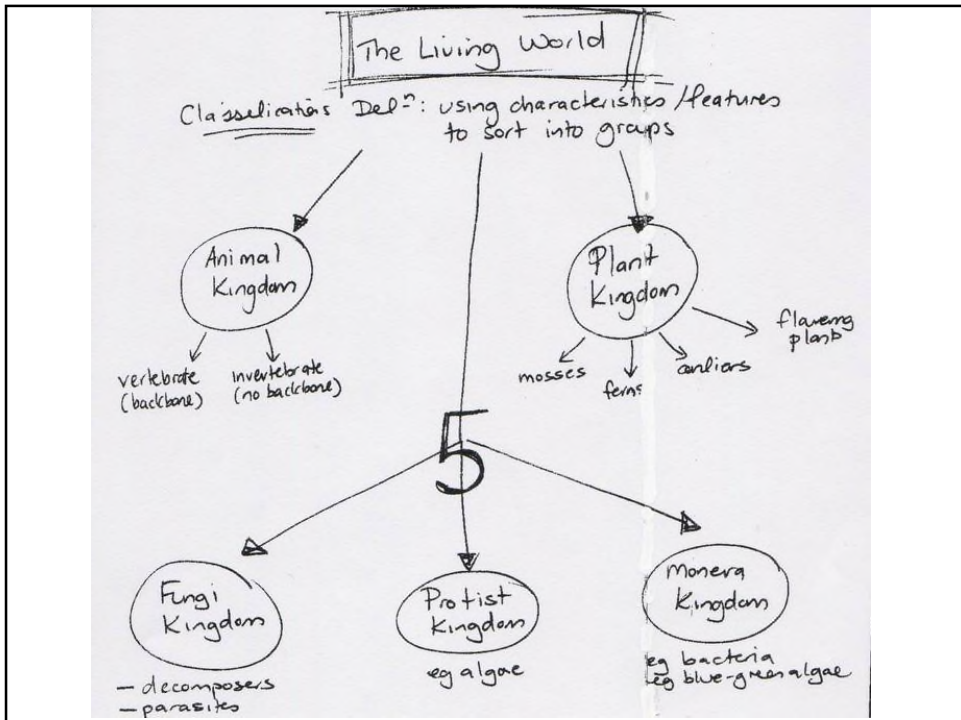 The Living World
Classification Defⁿ: using characteristics/features
to sort into groups
Animal
Kingdom
vertebrate
(backbone)
invertebrate
(no backbone)
Plant
Kingdom
mosses
ferns
flowering
plants
5
Fungi
Kingdom
- decomposers
- parasites
Protist
Kingdom
eg algae
Monera
Kingdom
eg bacteria
eg blue-green algae